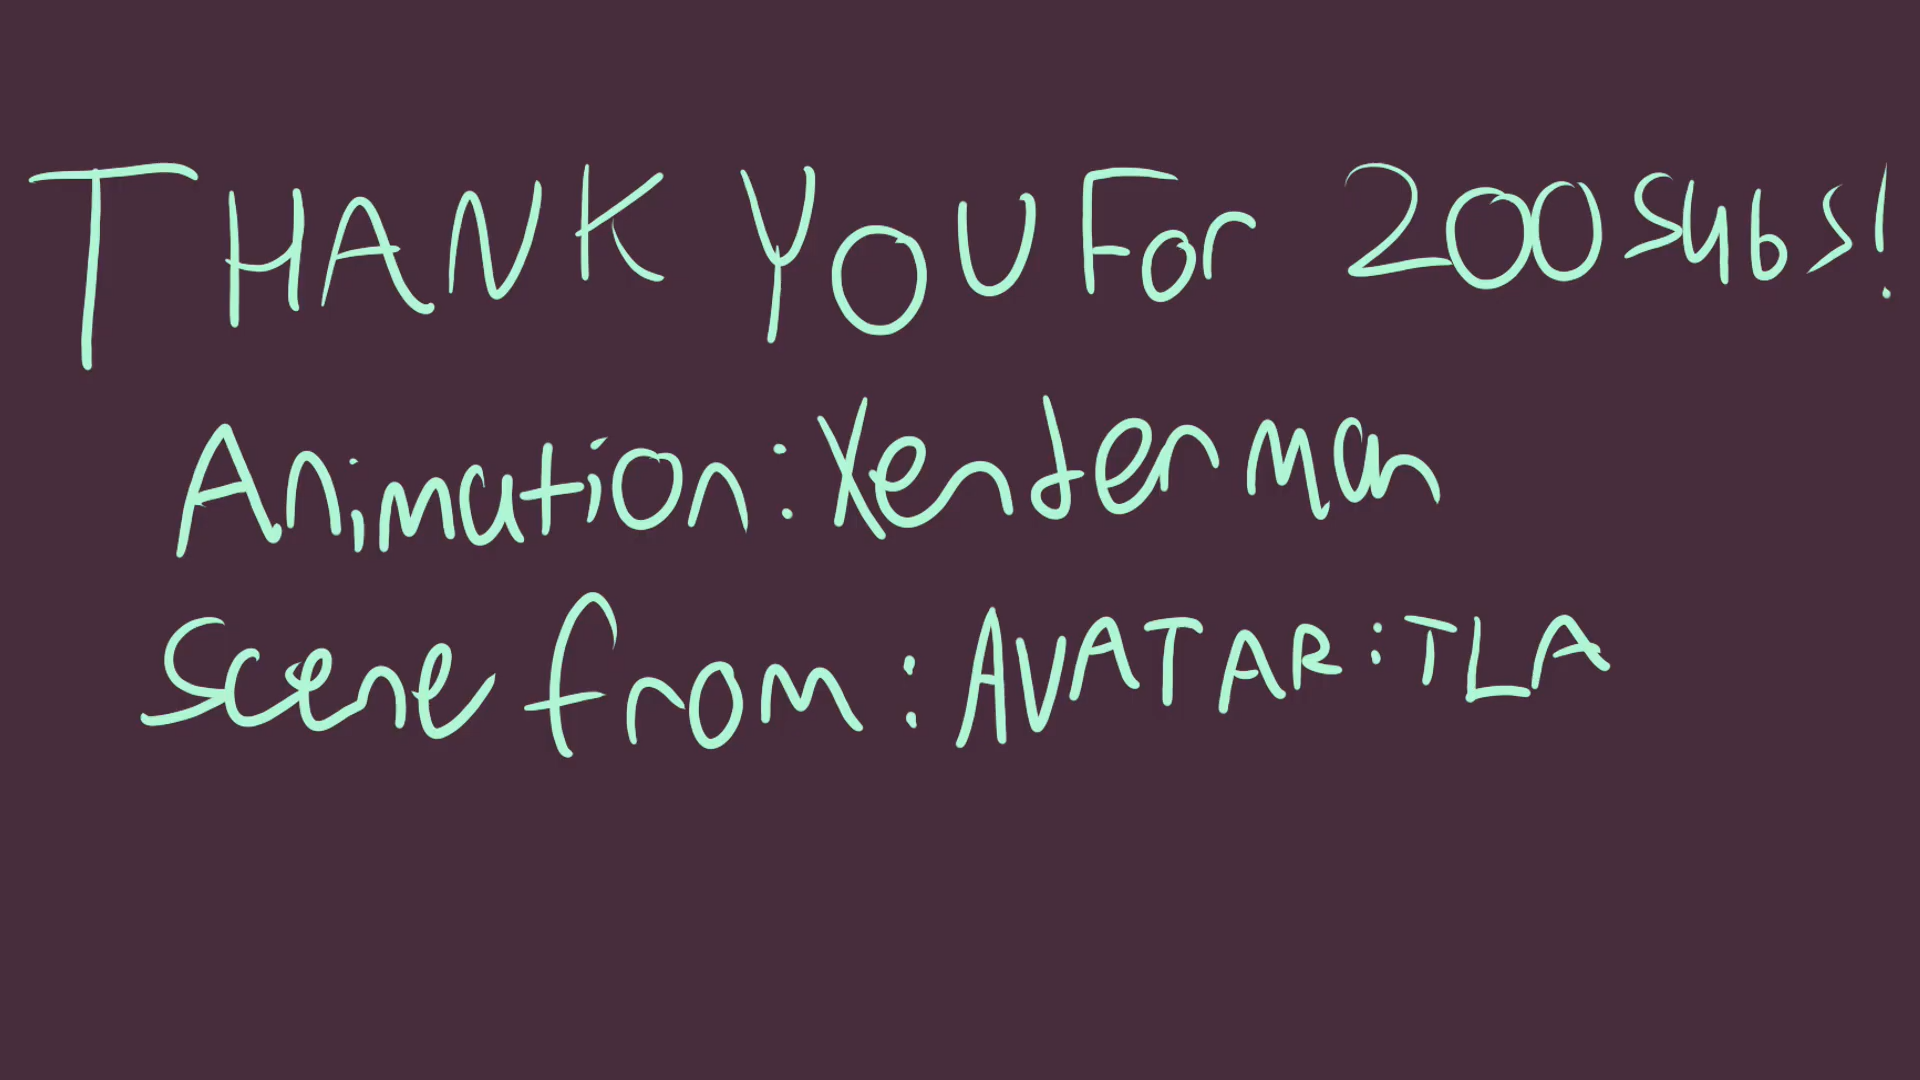 THANK YOU For 200 subs!
Animation: Xenderman
Scene from: AVATAR: TLA